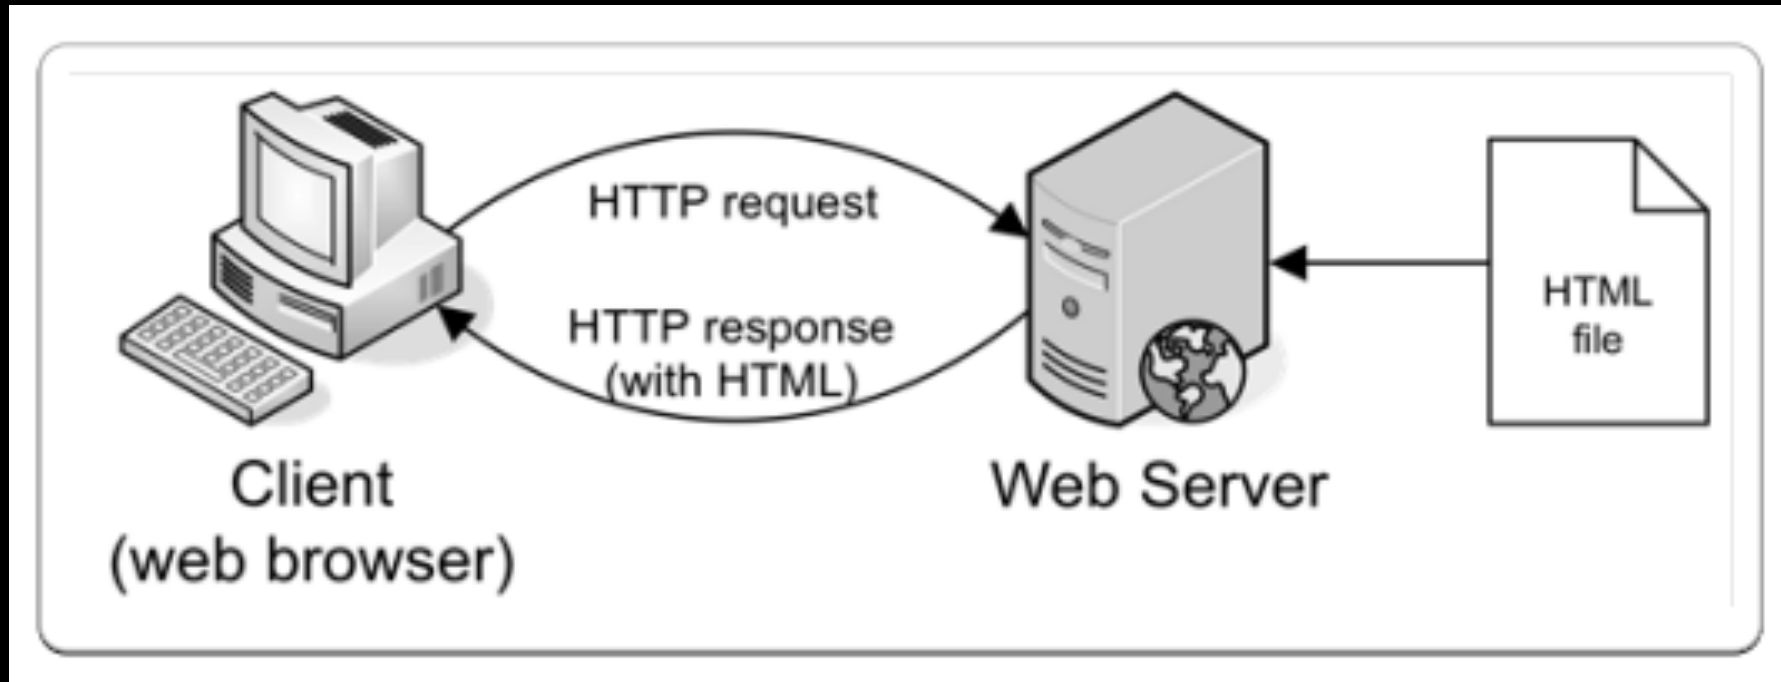 HTTP request
HTTP response
(with HTML)
HTML
file
Client
(web browser)
Web Server